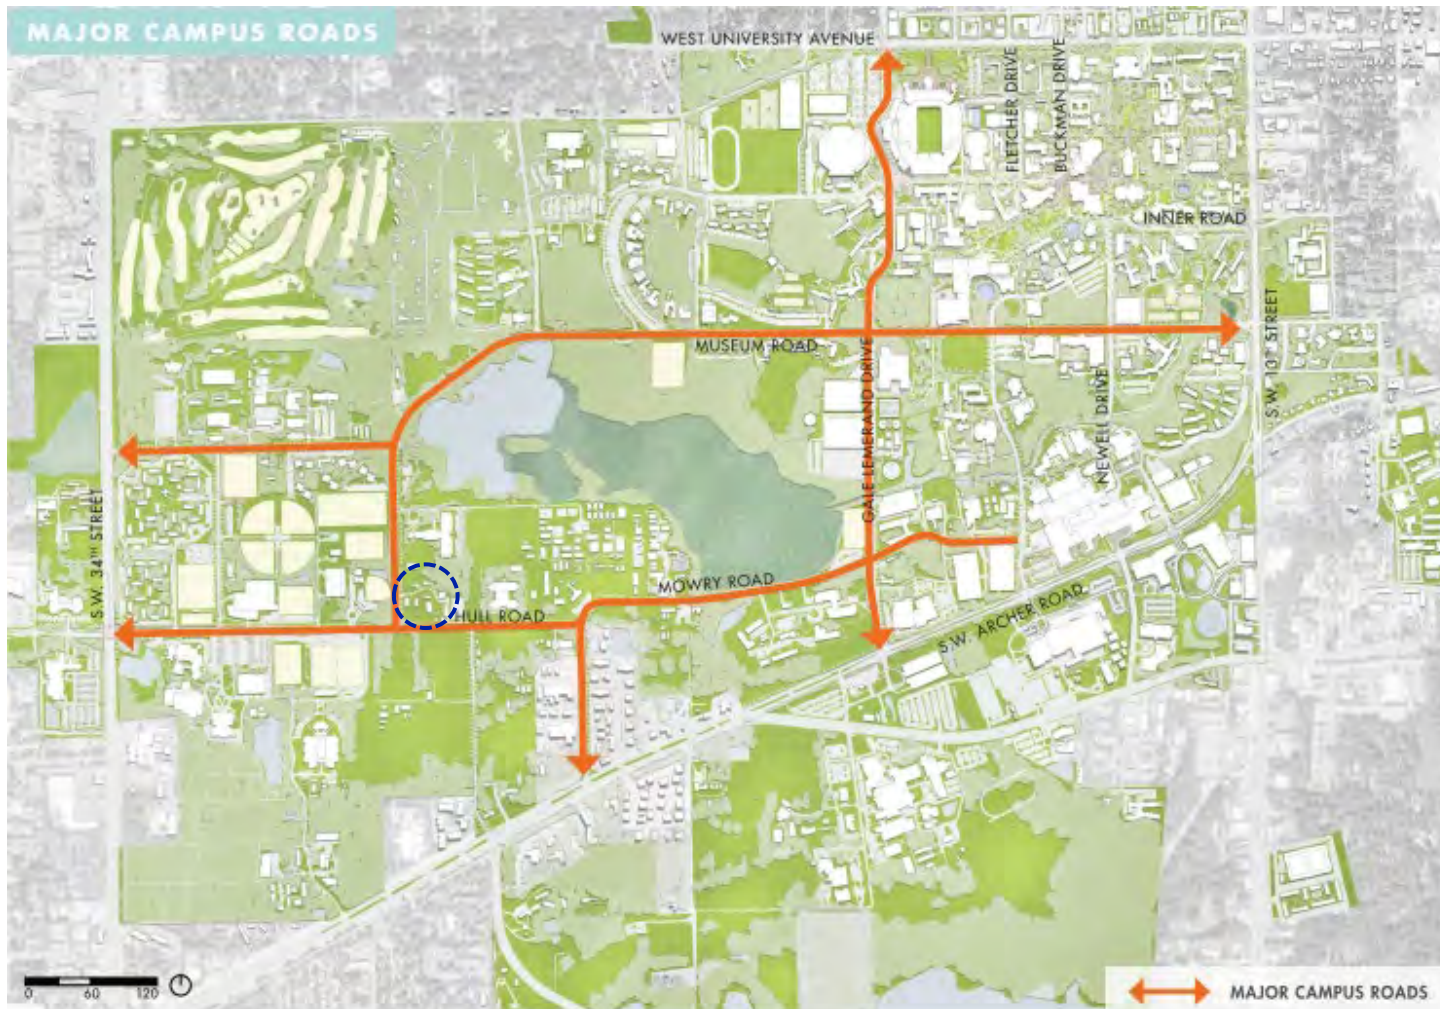 MAJOR CAMPUS ROADS
WEST UNIVERSITY AVENUE
FLETCHER DRIVE
BUCKMAN DRIVE
INNER ROAD
MUSEUM ROAD
GALE LEMERAND DRIVE
NEWELL DRIVE
S.W. 13TH STREET
S.W. 34TH STREET
MOWRY ROAD
HULL ROAD
S.W. ARCHER ROAD
0 60 120
MAJOR CAMPUS ROADS